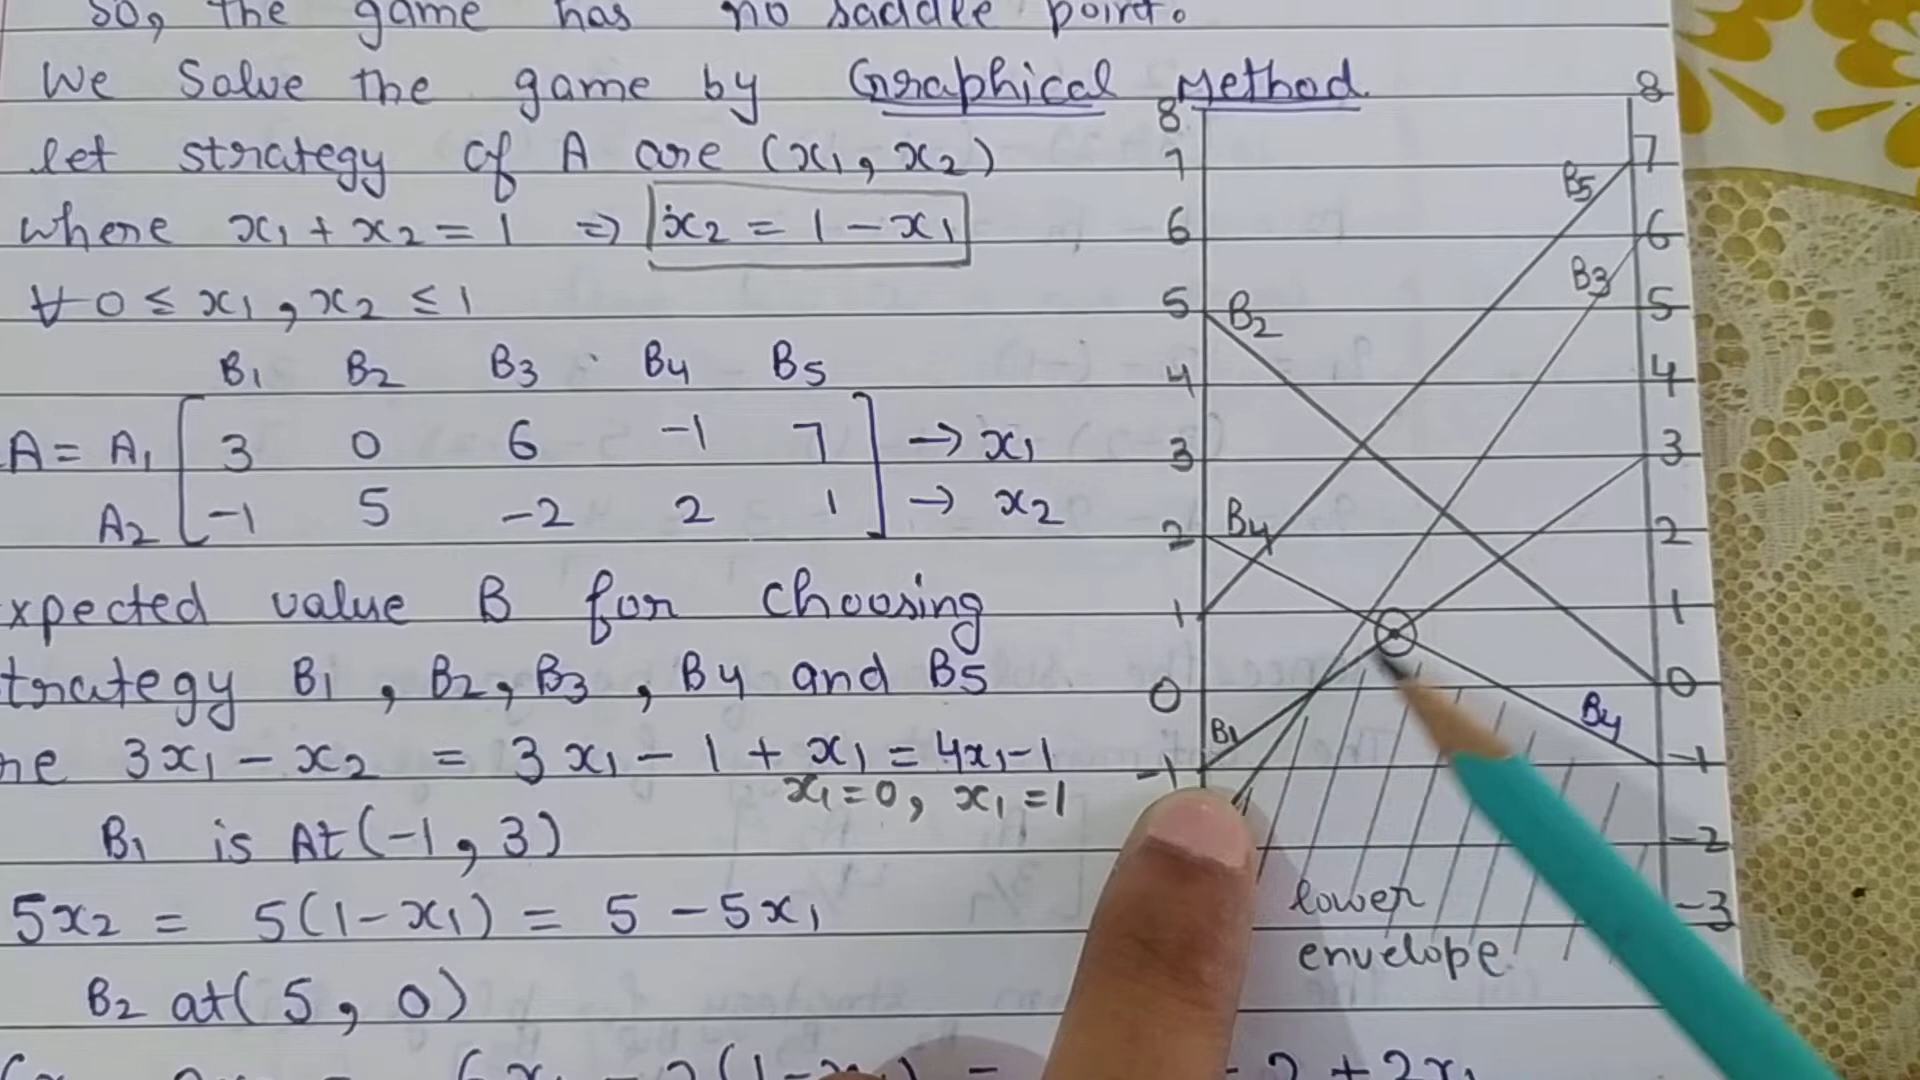 So, the game has no saddle point.
We Solve the game by Graphical Method
let strategy of A are (x₁, x₂)
where x₁ + x₂ = 1 ⇒ x₂ = 1 - x₁
∀ 0 ≤ x₁, x₂ ≤ 1
B₁ B₂ B₃ B₄ B₅
A = A₁ [ 3 0 6 -1 7 ] → x₁
A₂ [ -1 5 -2 2 1 ] → x₂
xpected value B for choosing
trategy B₁, B₂, B₃, B₄ and B₅
re 3x₁ - x₂ = 3x₁ - 1 + x₁ = 4x₁-1
x₁=0, x₁=1
B₁ is At (-1, 3)
5x₂ = 5(1-x₁) = 5 - 5x₁
B₂ at (5, 0)
8
7
6
5
4
3
2
1
0
-1
8
7
6
5
4
3
2
1
0
-1
-2
-3
B₅
B₃
B₂
B₄
B₄
B₁
lower
envelope